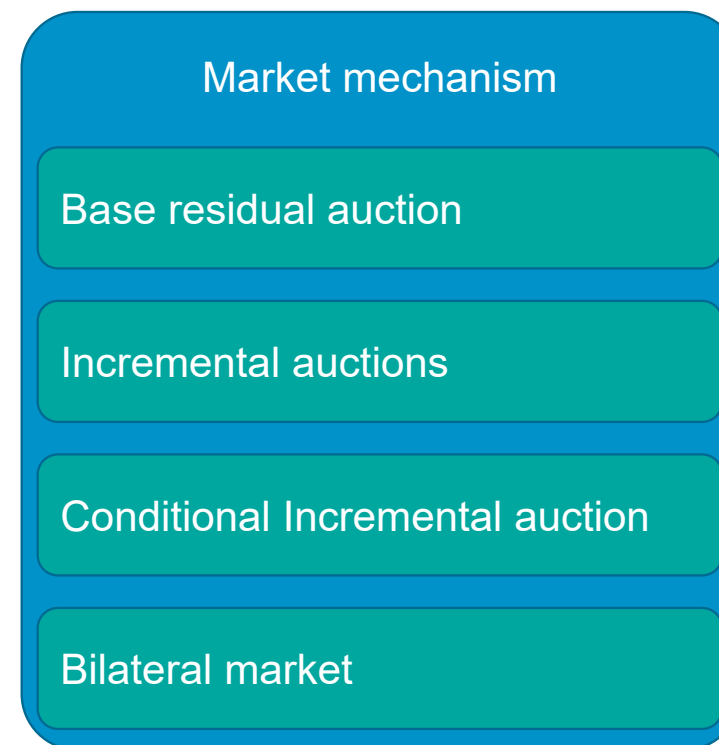 Market mechanism
Base residual auction
Incremental auctions
Conditional Incremental auction
Bilateral market